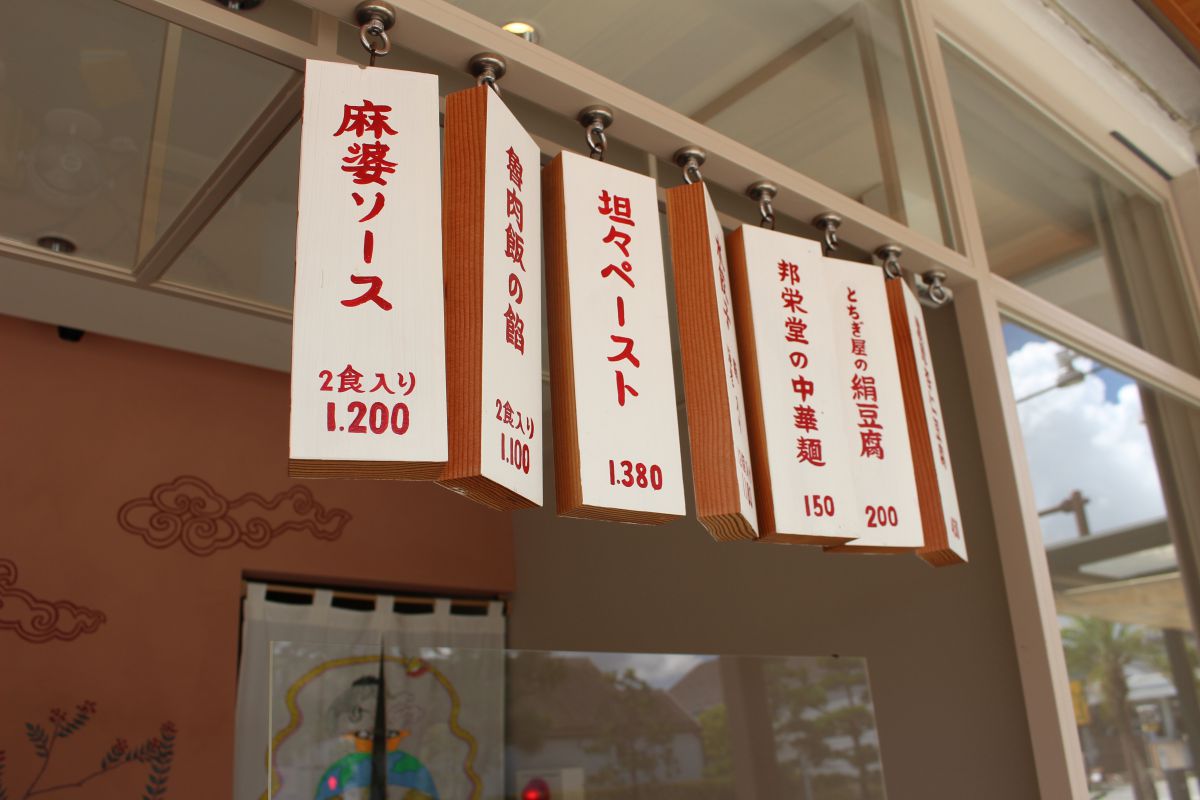 麻婆ソース
2食入り
1.200
魯肉飯の餡
2食入り
1.100
坦々ペースト
1.380
邦栄堂の中華麺
150
とちぎ屋の絹豆腐
200